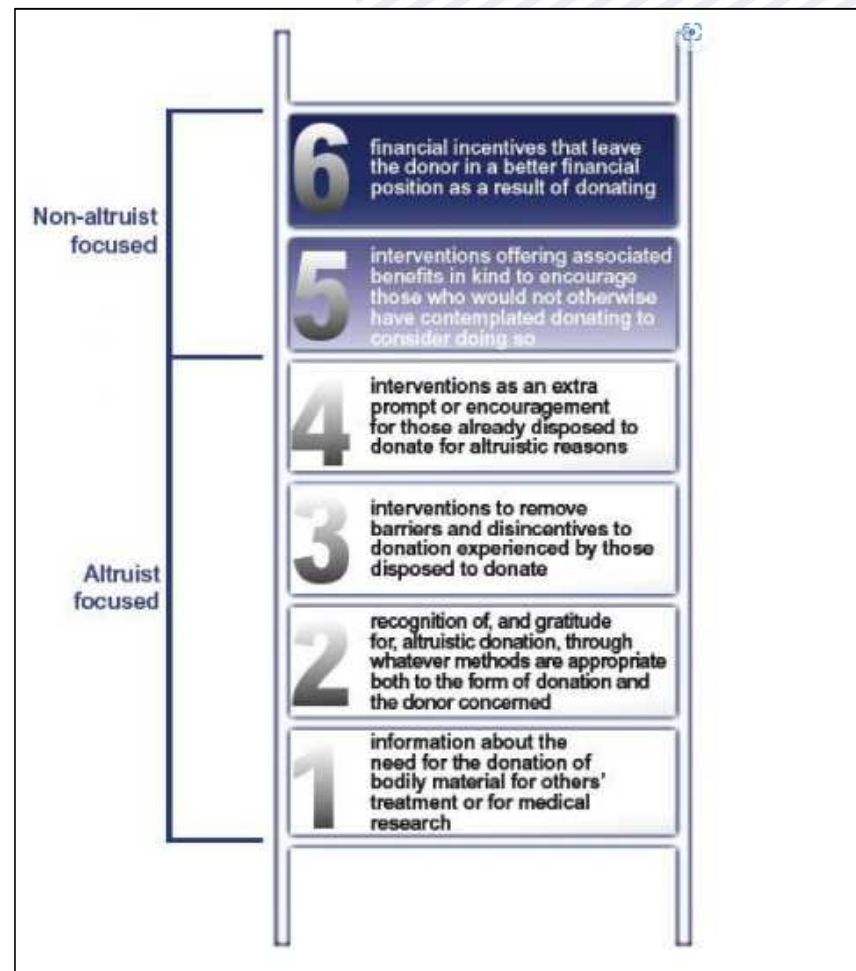 Non-altruist
focused
6
financial incentives that leave
the donor in a better financial
position as a result of donating
5
interventions offering associated
benefits in kind to encourage
those who would not otherwise
have contemplated donating to
consider doing so
4
interventions as an extra
prompt or encouragement
for those already disposed to
donate for altruistic reasons
Altruist
focused
3
interventions to remove
barriers and disincentives to
donation experienced by those
disposed to donate
2
recognition of, and gratitude
for, altruistic donation, through
whatever methods are appropriate
both to the form of donation and
the donor concerned
1
information about the
need for the donation of
bodily material for others'
treatment or for medical
research